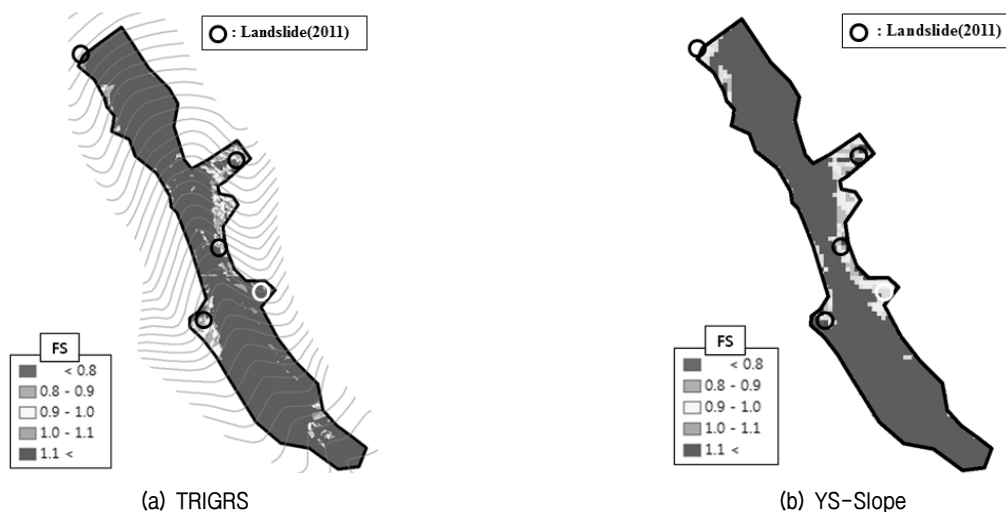 : Landslide(2011)
FS
< 0.8
0.8 - 0.9
0.9 - 1.0
1.0 - 1.1
1.1 <
(a) TRIGRS
: Landslide(2011)
FS
< 0.8
0.8 - 0.9
0.9 - 1.0
1.0 - 1.1
1.1 <
(b) YS-Slope